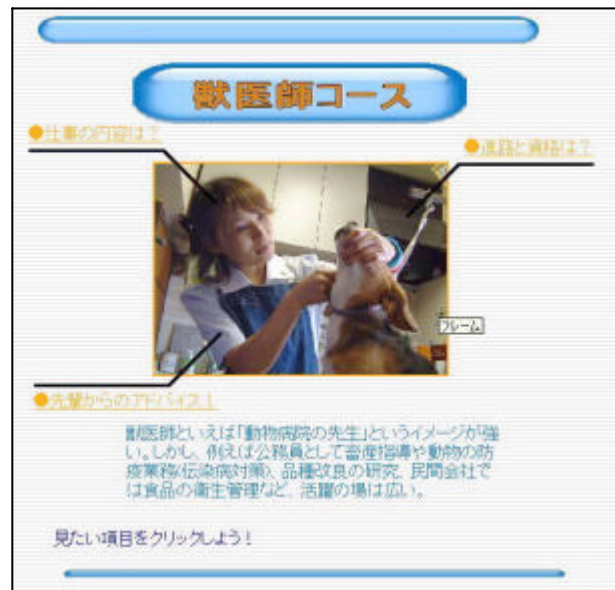 獣医師コース
●仕事の内容は？
●進路と資格は？
フレーム
●先輩からのアドバイス！
獣医師といえば「動物病院の先生」というイメージが強
い。しかし、例えば公務員として畜産指導や動物の防
疫業務(伝染病対策)、品種改良の研究、民間会社で
は食品の衛生管理など、活躍の場は広い。
見たい項目をクリックしよう！